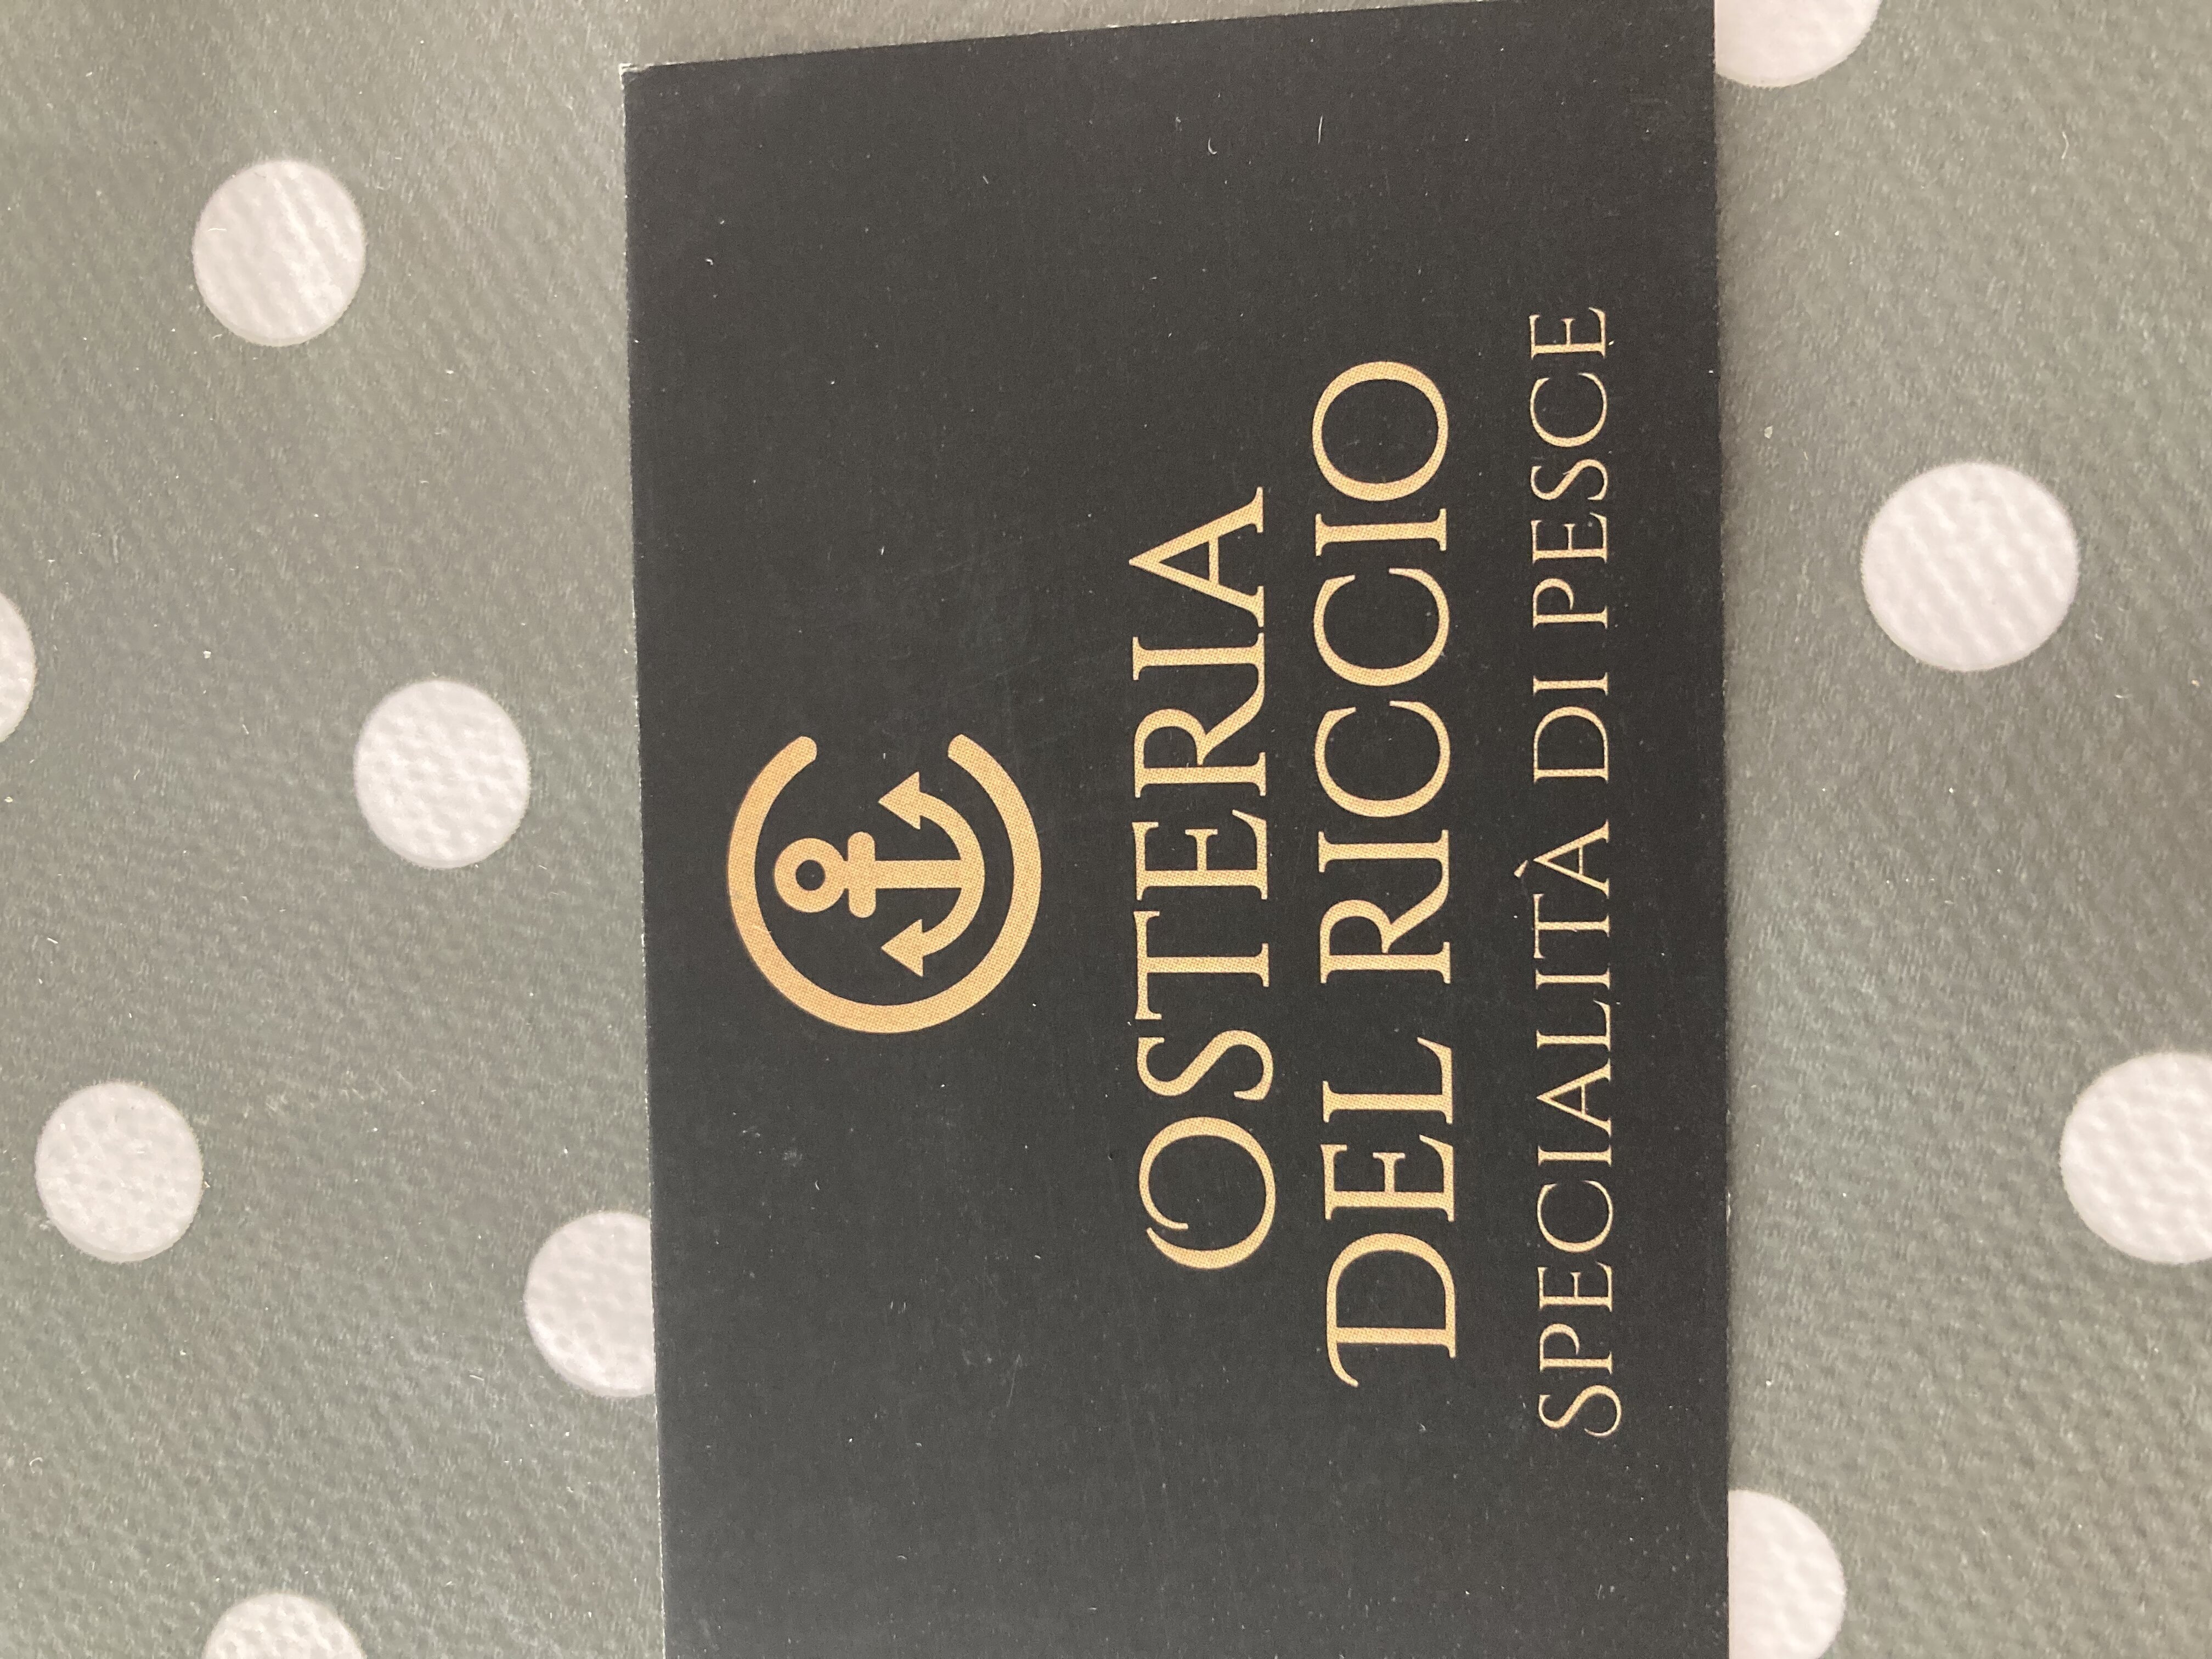 OSTERIA
DEL RICCIO
SPECIALITÀ DI PESCE